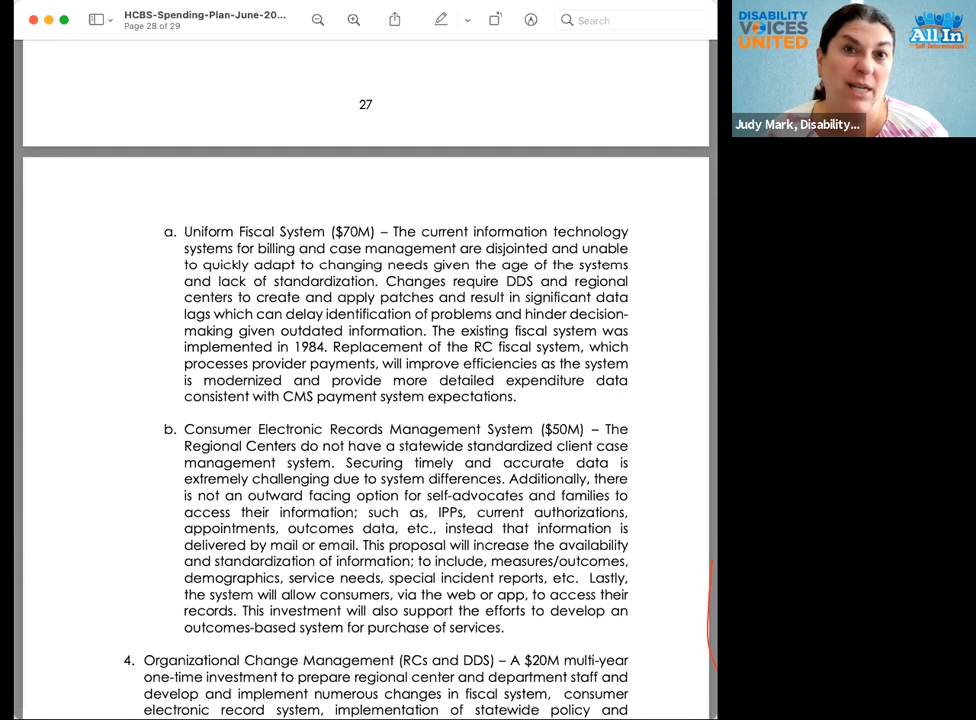 HCBS-Spending-Plan-June-20...
Page 28 of 29
Search
DISABILITY
VOICES
UNITED
All In
for Self-Determination
Judy Mark, Disability...
27
a. Uniform Fiscal System ($70M) – The current information technology
systems for billing and case management are disjointed and unable
to quickly adapt to changing needs given the age of the systems
and lack of standardization. Changes require DDS and regional
centers to create and apply patches and result in significant data
lags which can delay identification of problems and hinder decision-
making given outdated information. The existing fiscal system was
implemented in 1984. Replacement of the RC fiscal system, which
processes provider payments, will improve efficiencies as the system
is modernized and provide more detailed expenditure data
consistent with CMS payment system expectations.
b. Consumer Electronic Records Management System ($50M) – The
Regional Centers do not have a statewide standardized client case
management system. Securing timely and accurate data is
extremely challenging due to system differences. Additionally, there
is not an outward facing option for self-advocates and families to
access their information; such as, IPPs, current authorizations,
appointments, outcomes data, etc., instead that information is
delivered by mail or email. This proposal will increase the availability
and standardization of information; to include, measures/outcomes,
demographics, service needs, special incident reports, etc. Lastly,
the system will allow consumers, via the web or app, to access their
records. This investment will also support the efforts to develop an
outcomes-based system for purchase of services.
4. Organizational Change Management (RCs and DDS) – A $20M multi-year
one-time investment to prepare regional center and department staff and
develop and implement numerous changes in fiscal system, consumer
electronic record system, implementation of statewide policy and